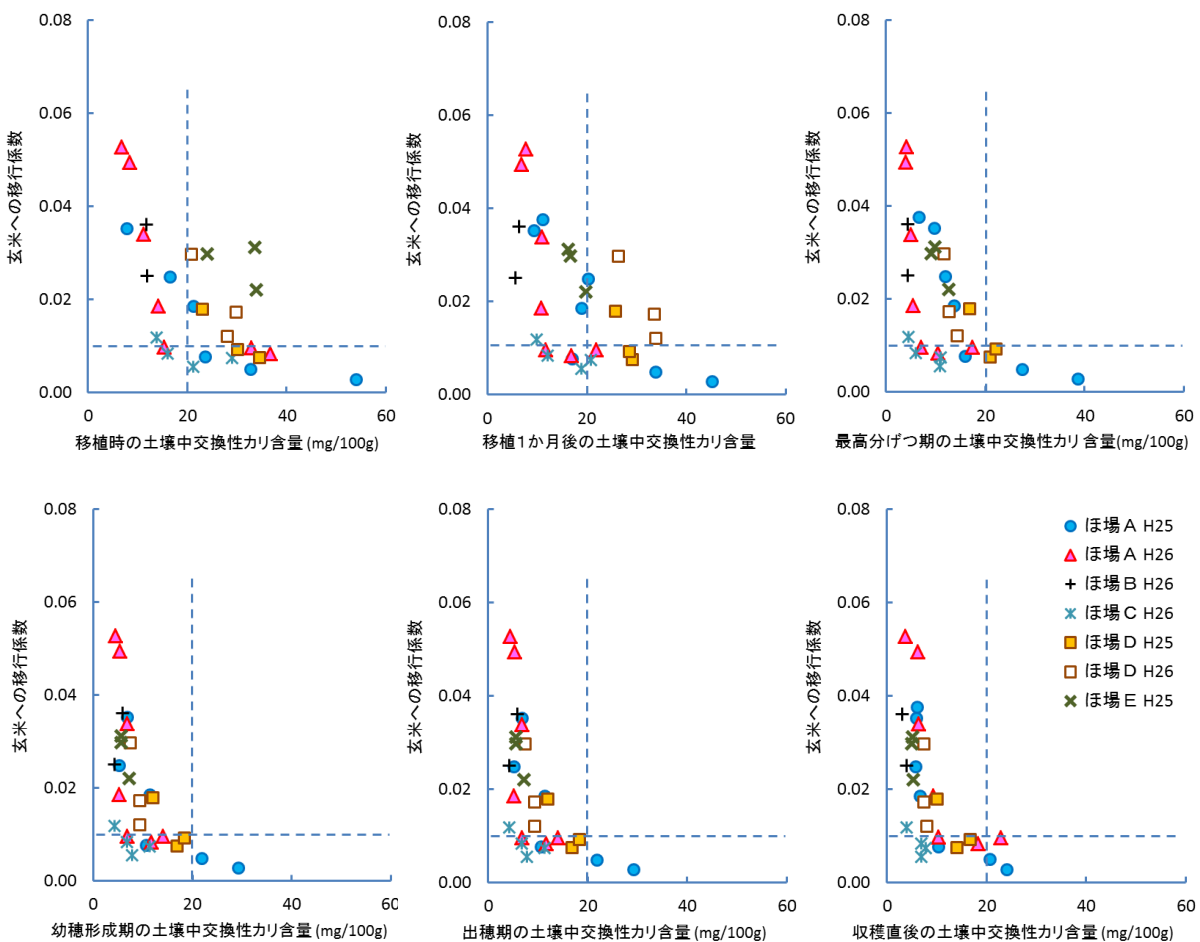 0.08
0.06
0.04
0.02
0.00
玄米への移行係数
0 20 40 60
移植時の土壌中交換性カリ含量(mg/100g)
0.08
0.06
0.04
0.02
0.00
玄米への移行係数
0 20 40 60
移植1か月後の土壌中交換性カリ含量
0.08
0.06
0.04
0.02
0.00
玄米への移行係数
0 20 40 60
最高分げつ期の土壌中交換性カリ含量(mg/100g)
0.08
0.06
0.04
0.02
0.00
玄米への移行係数
0 20 40 60
幼穂形成期の土壌中交換性カリ含量(mg/100g)
0.08
0.06
0.04
0.02
0.00
玄米への移行係数
0 20 40 60
出穂期の土壌中交換性カリ含量(mg/100g)
0.08
0.06
0.04
0.02
0.00
玄米への移行係数
0 20 40 60
収穫直後の土壌中交換性カリ含量(mg/100g)
ほ場A H25
ほ場A H26
ほ場B H26
ほ場C H26
ほ場D H25
ほ場D H26
ほ場E H25